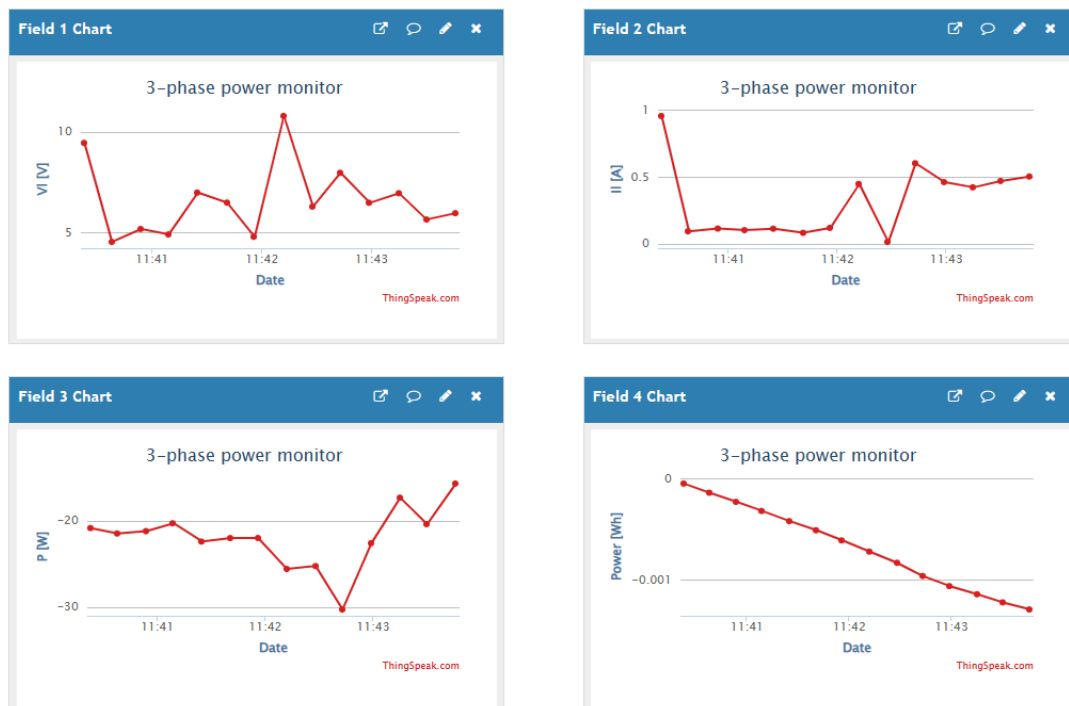 Field 1 Chart
3-phase power monitor
Vl [V]
10
5
11:41 11:42 11:43
Date
ThingSpeak.com
Field 2 Chart
3-phase power monitor
Il [A]
1
0.5
0
11:41 11:42 11:43
Date
ThingSpeak.com
Field 3 Chart
3-phase power monitor
P [W]
-20
-30
11:41 11:42 11:43
Date
ThingSpeak.com
Field 4 Chart
3-phase power monitor
Power [Wh]
0
-0.001
11:41 11:42 11:43
Date
ThingSpeak.com